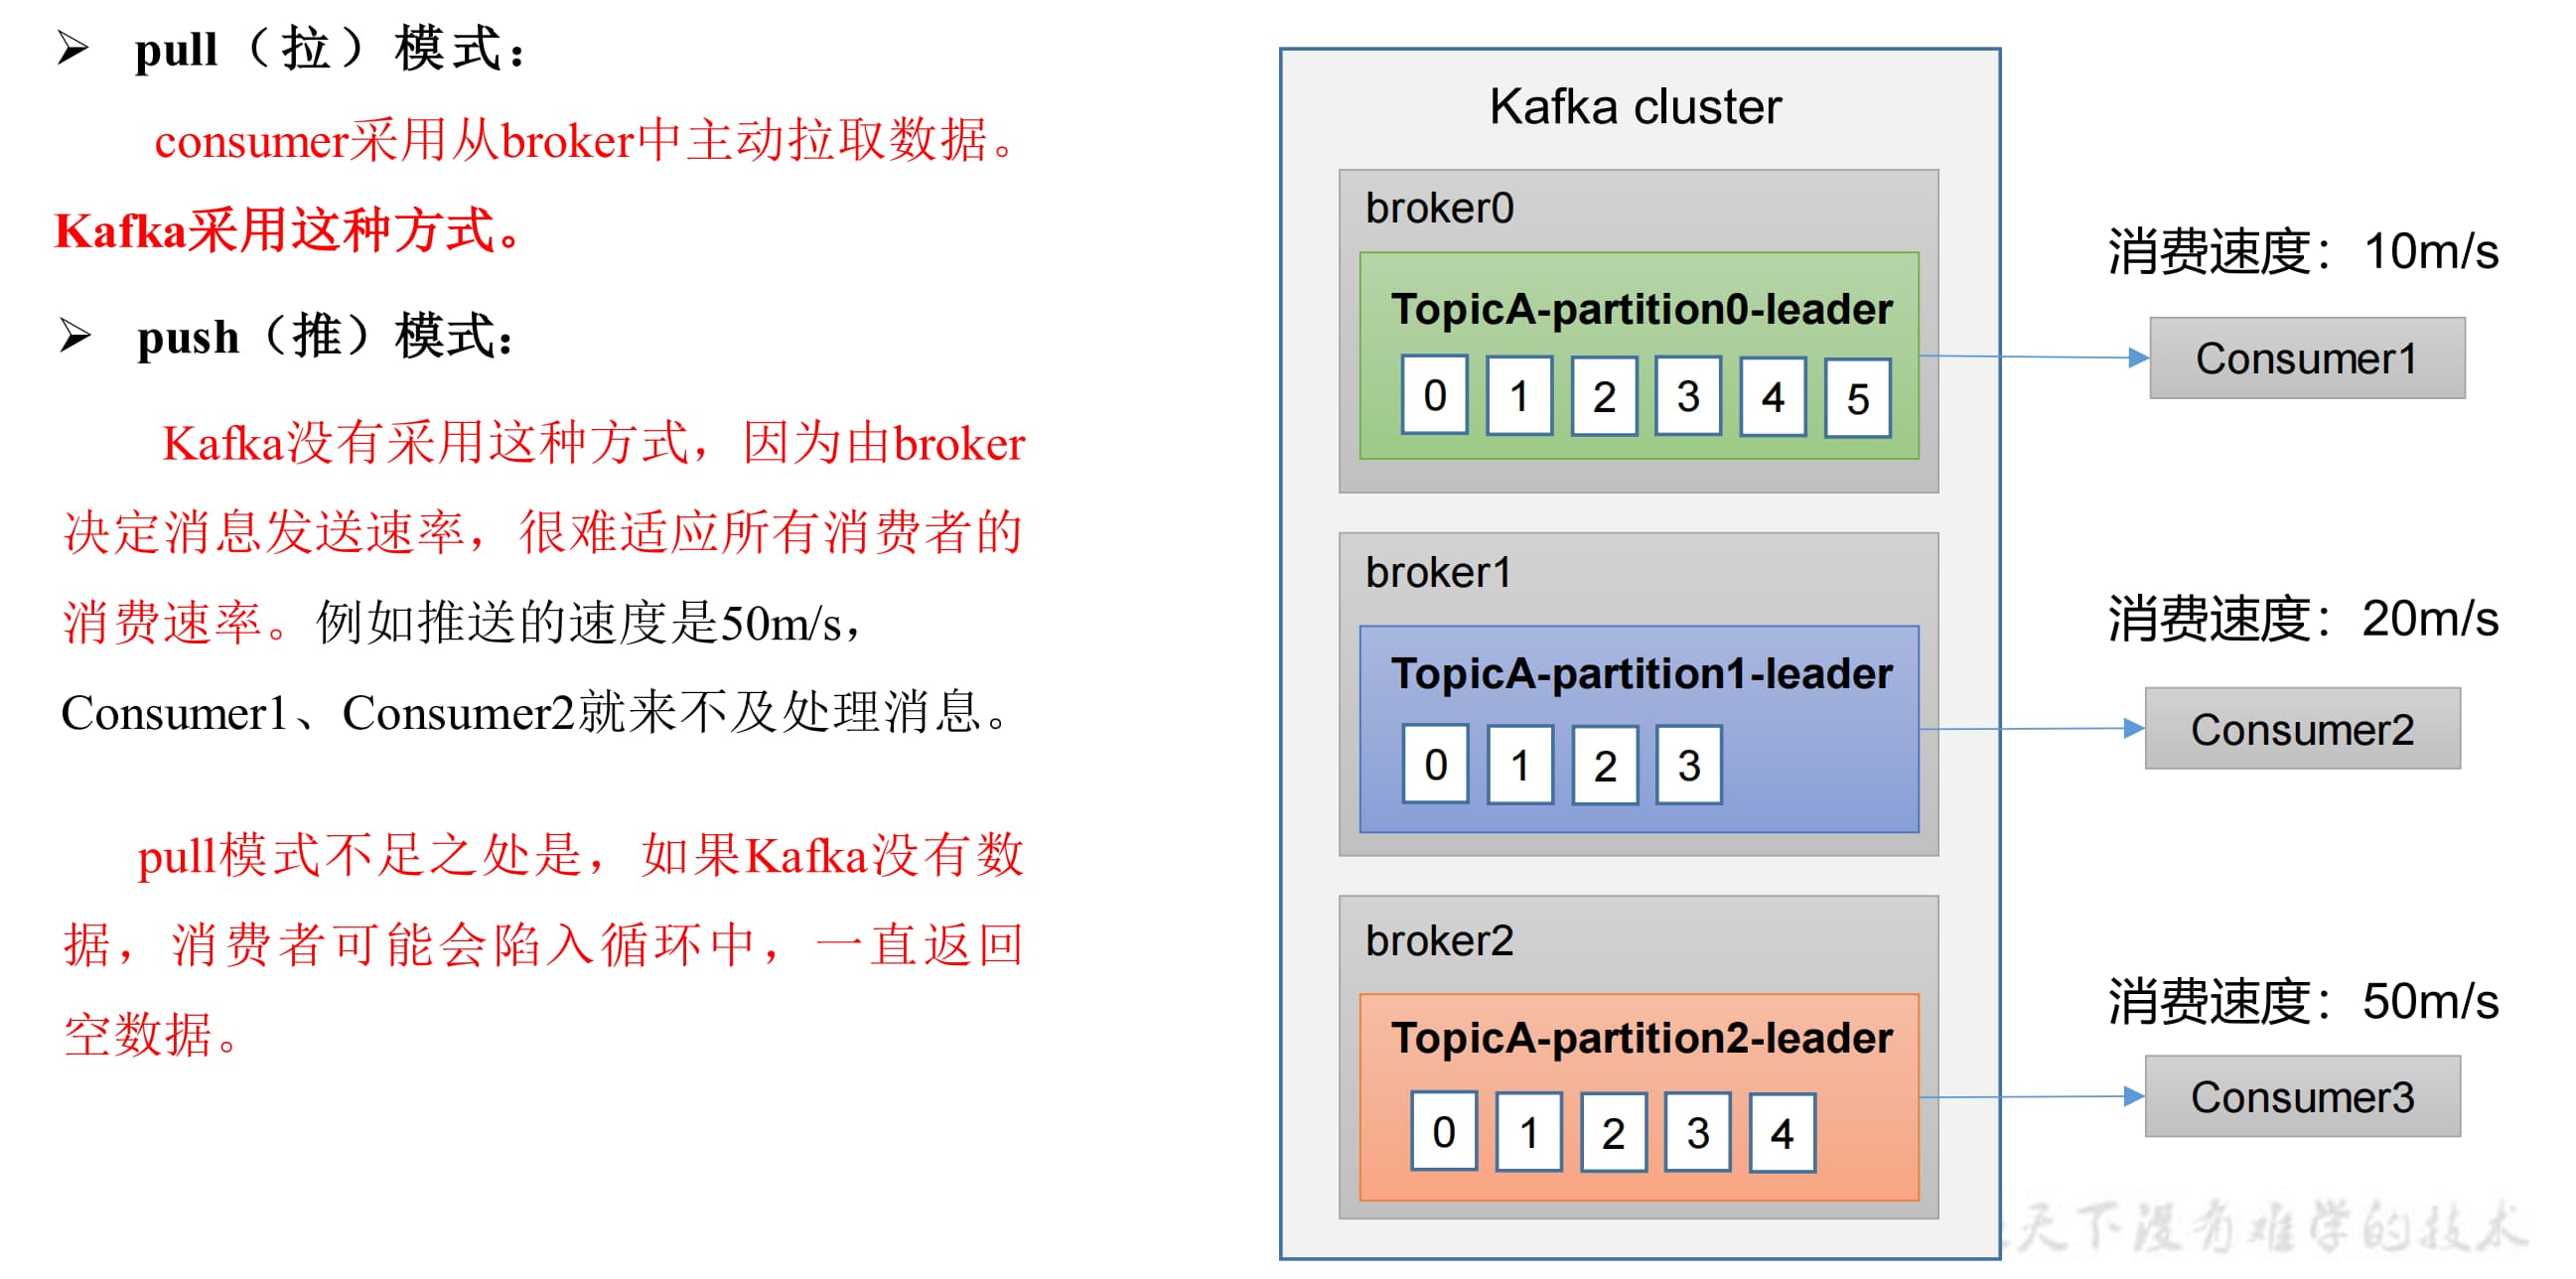 ➢ pull（拉）模式：
consumer采用从broker中主动拉取数据。
Kafka采用这种方式。
➢ push（推）模式：
Kafka没有采用这种方式，因为由broker
决定消息发送速率，很难适应所有消费者的
消费速率。例如推送的速度是50m/s，
Consumer1、Consumer2就来不及处理消息。
pull模式不足之处是，如果Kafka没有数
据，消费者可能会陷入循环中，一直返回
空数据。
Kafka cluster
broker0
TopicA-partition0-leader
0 1 2 3 4 5
消费速度：10m/s
Consumer1
broker1
TopicA-partition1-leader
0 1 2 3
消费速度：20m/s
Consumer2
broker2
TopicA-partition2-leader
0 1 2 3 4
消费速度：50m/s
Consumer3
天下没有难学的技术